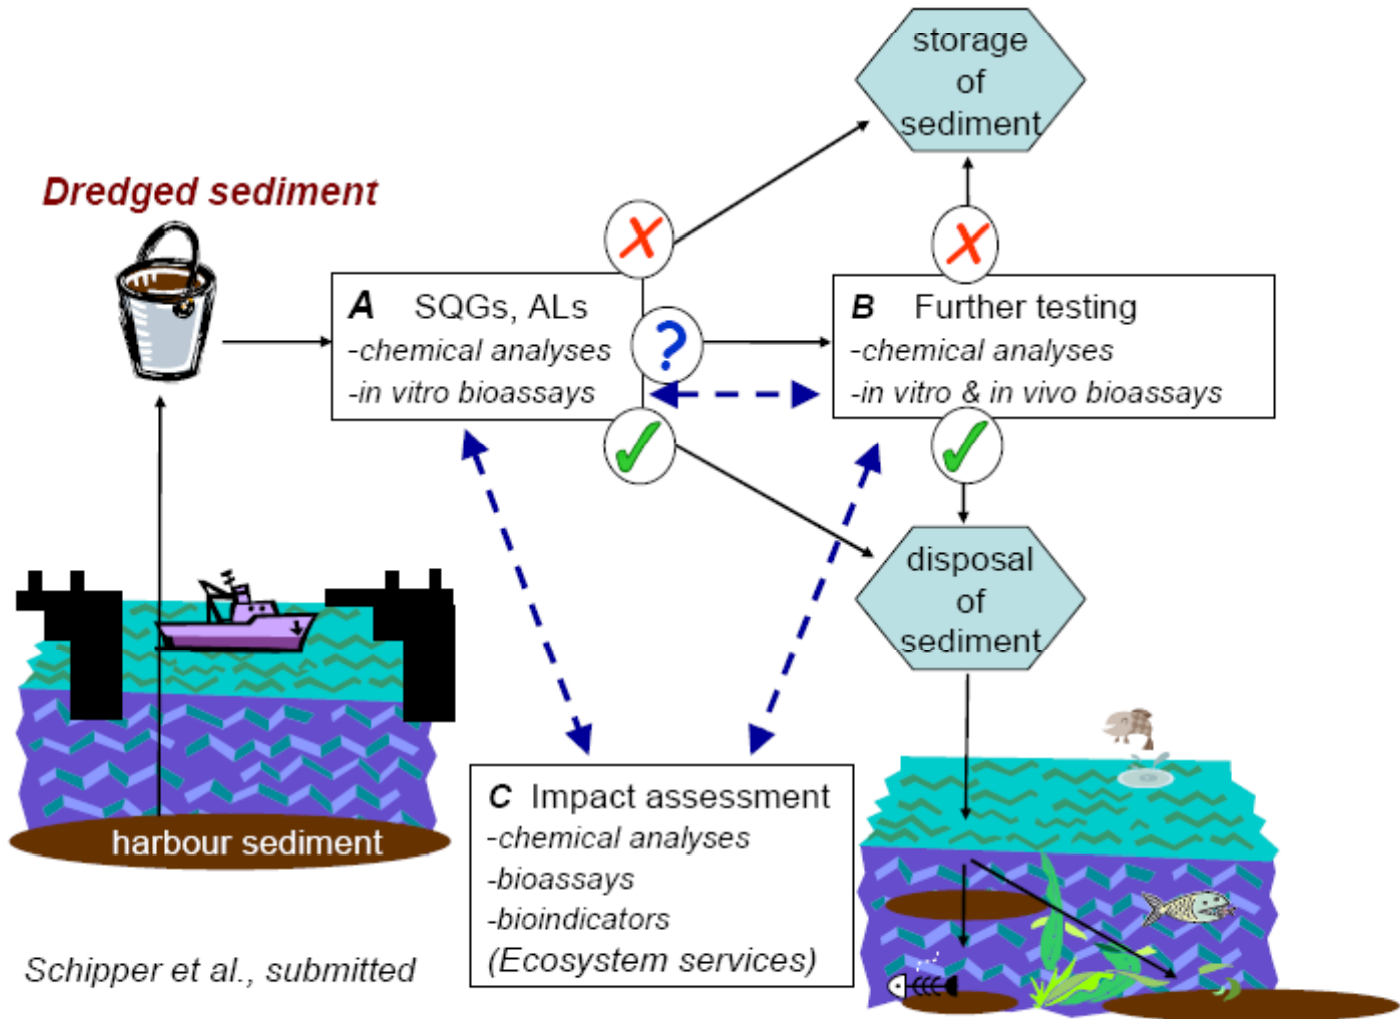 storage
of
sediment
Dredged sediment
A SQGs, ALs
-chemical analyses
-in vitro bioassays
?
B Further testing
-chemical analyses
-in vitro & in vivo bioassays
disposal
of
sediment
harbour sediment
C Impact assessment
-chemical analyses
-bioassays
-bioindicators
(Ecosystem services)
Schipper et al., submitted